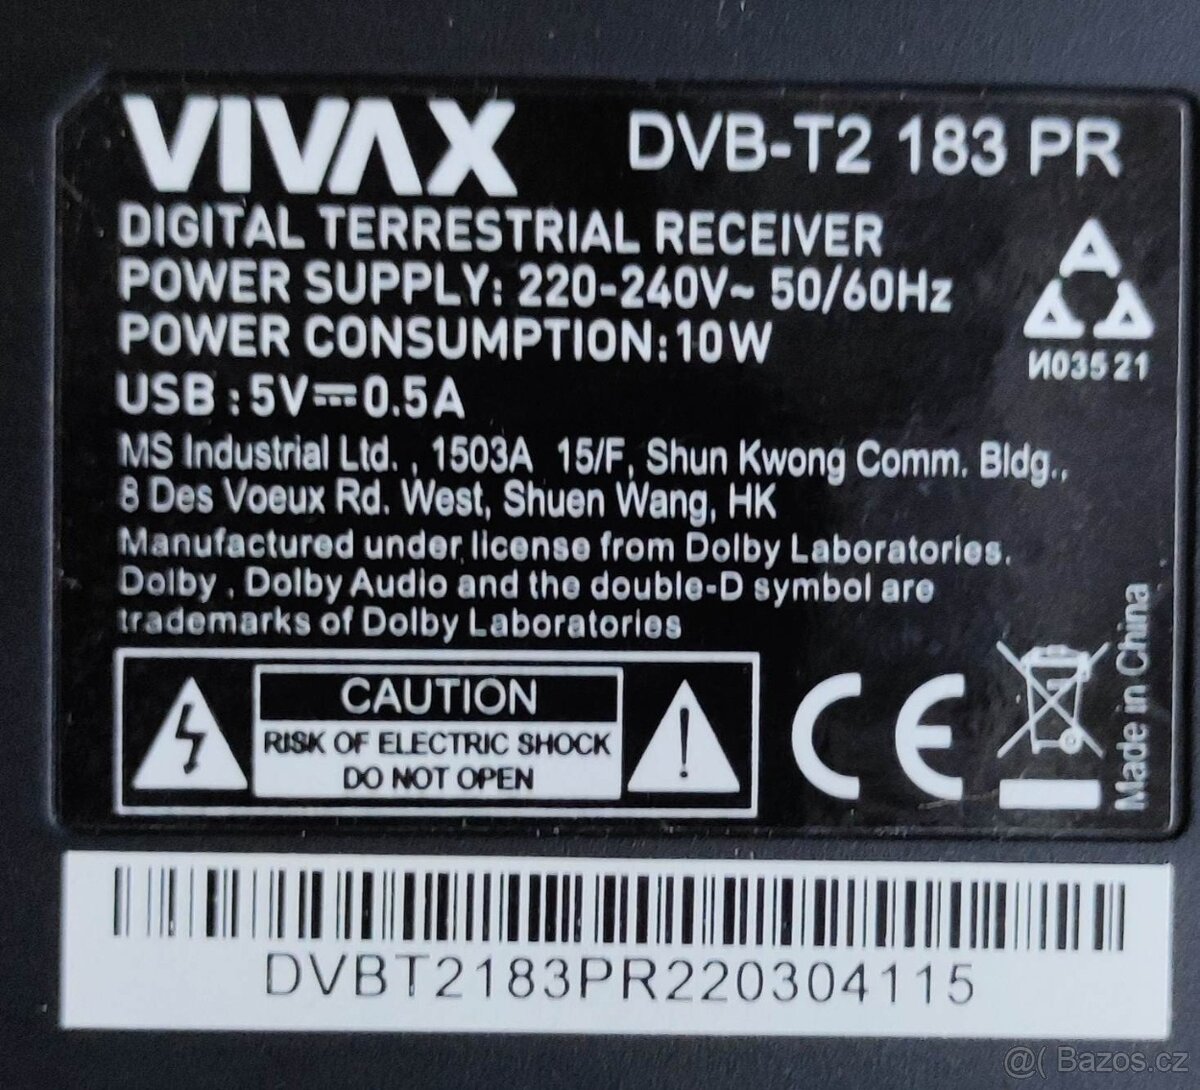 VIVAX DVB-T2 183 PR
DIGITAL TERRESTRIAL RECEIVER
POWER SUPPLY: 220-240V~ 50/60Hz
POWER CONSUMPTION: 10W
USB : 5V⎓0.5A
AAA
И035 21
MS Industrial Ltd. , 1503A 15/F, Shun Kwong Comm. Bldg.,
8 Des Voeux Rd. West, Shuen Wang, HK
Manufactured under license from Dolby Laboratories.
Dolby , Dolby Audio and the double-D symbol are
trademarks of Dolby Laboratories
CAUTION
RISK OF ELECTRIC SHOCK
DO NOT OPEN
CE
Made in China
DVBT2183PR220304115
@( Bazos.cz